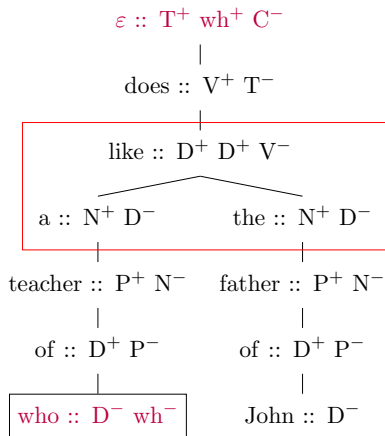 ε :: T⁺ wh⁺ C⁻
does :: V⁺ T⁻
like :: D⁺ D⁺ V⁻
a :: N⁺ D⁻ the :: N⁺ D⁻
teacher :: P⁺ N⁻ father :: P⁺ N⁻
of :: D⁺ P⁻ of :: D⁺ P⁻
who :: D⁻ wh⁻ John :: D⁻